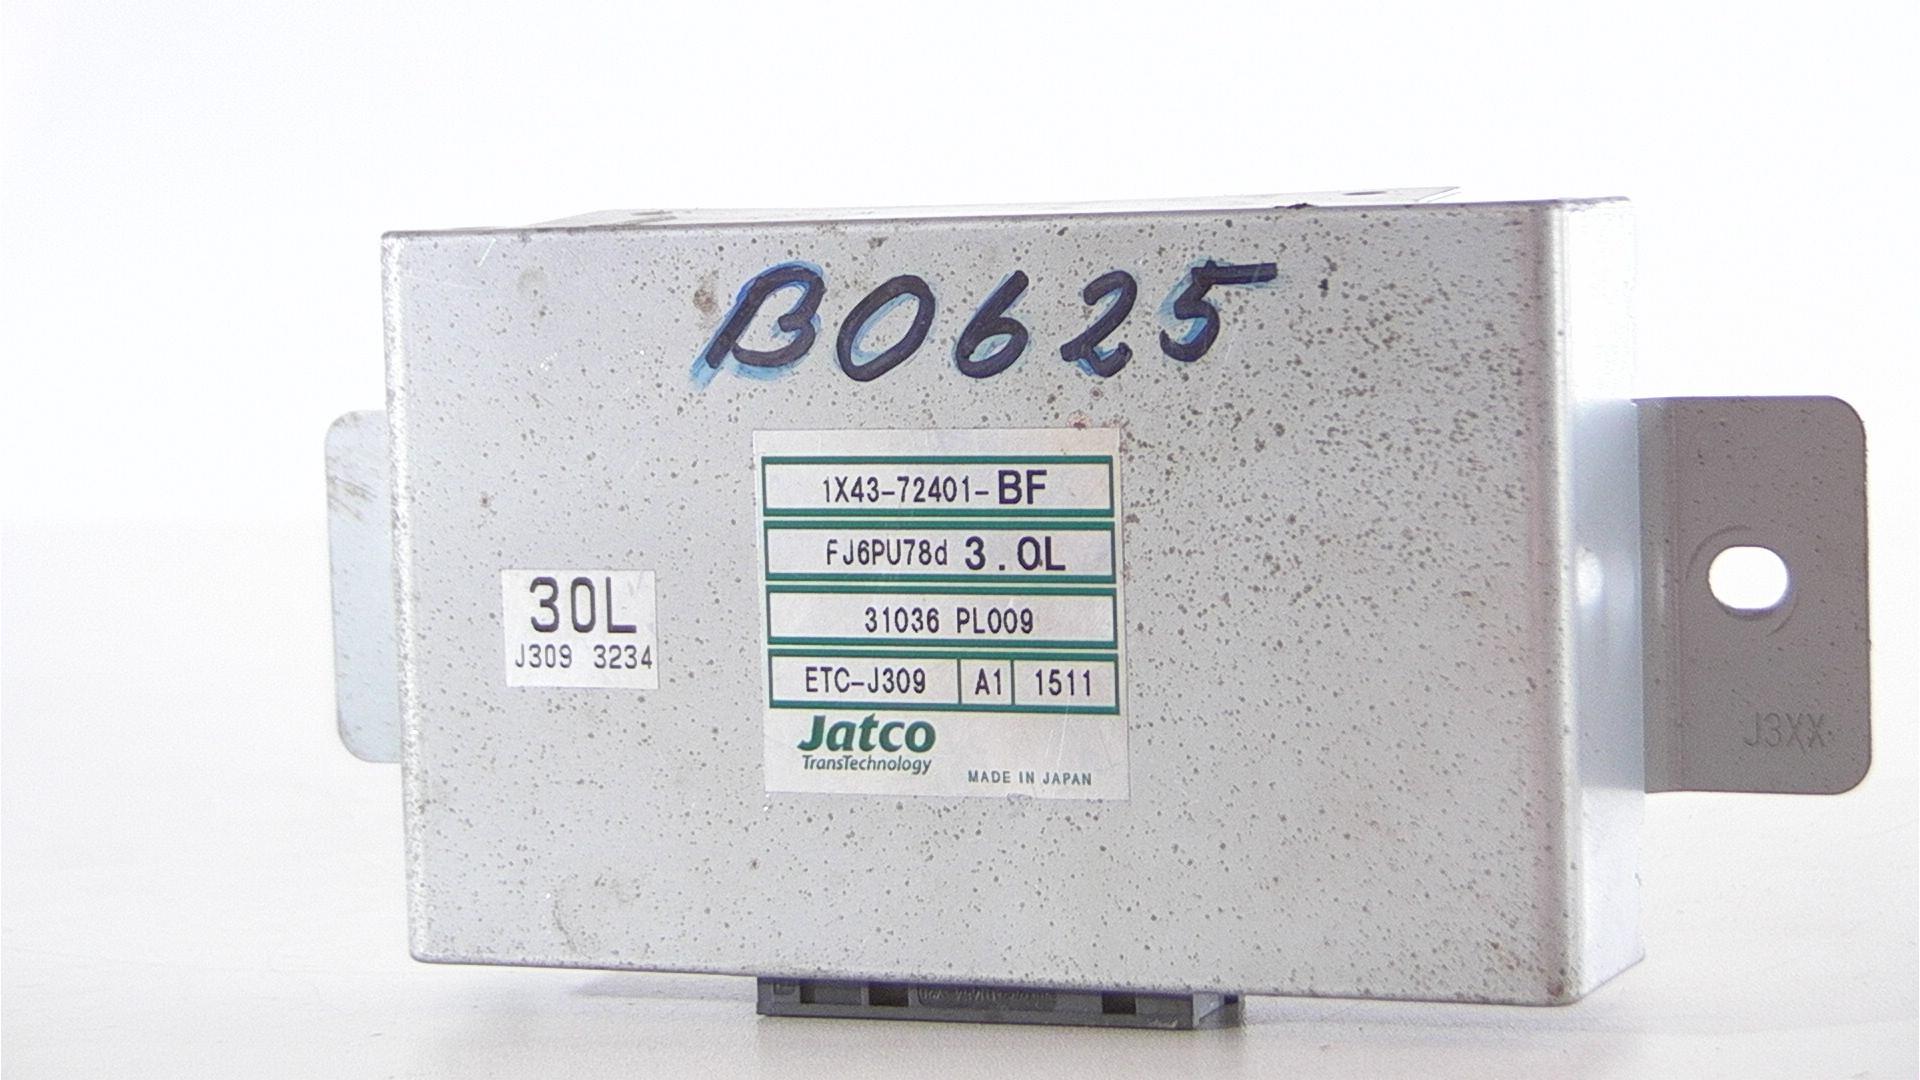 B0625
1X43-72401-BF
FJ6PU78d 3.0L
31036 PL009
ETC-J309 A1 1511
Jatco
TransTechnology
MADE IN JAPAN
30L
J309 3234
J3XX